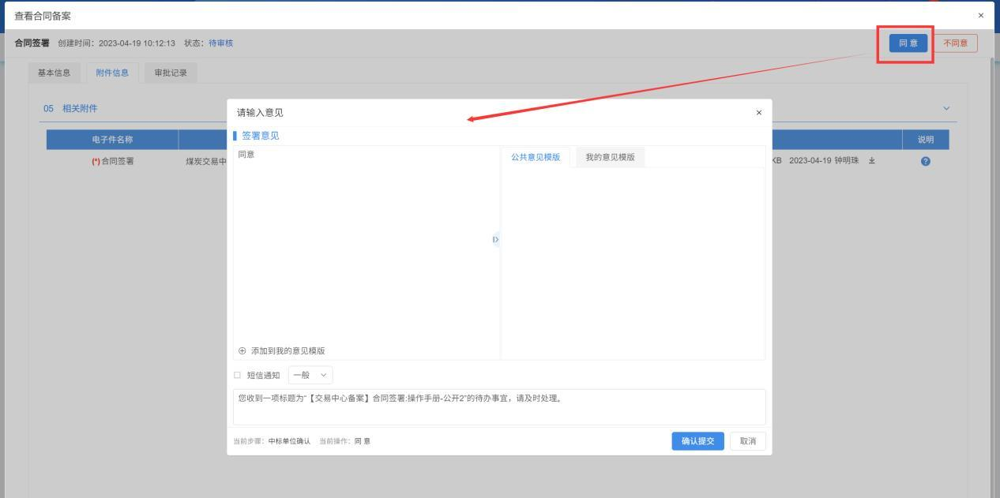 查看合同备案
合同签署 创建时间：2023-04-19 10:12:13 状态：待审核
同 意
不同意
基本信息 附件信息 审批记录
05 相关附件
电子件名称
说明
(*)合同签署
煤炭交易中
KB 2023-04-19 钟明珠
请输入意见
签署意见
同意
公共意见模版 我的意见模版
添加到我的意见模版
短信通知 一般
您收到一项标题为“【交易中心备案】合同签署:操作手册-公开2”的待办事宜，请及时处理。
当前步骤：中标单位确认 当前操作：同 意
确认提交 取消